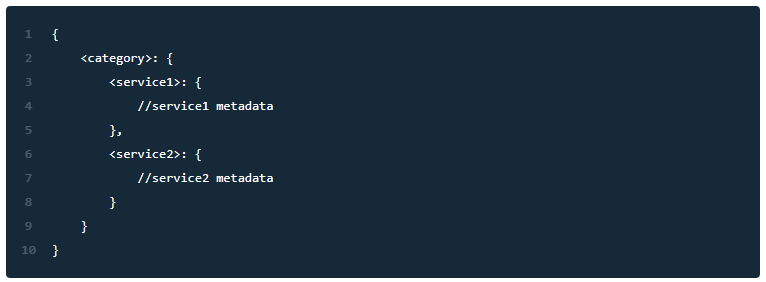 1 {
2     <category>: {
3         <service1>: {
4             //service1 metadata
5         },
6         <service2>: {
7             //service2 metadata
8         }
9     }
10 }